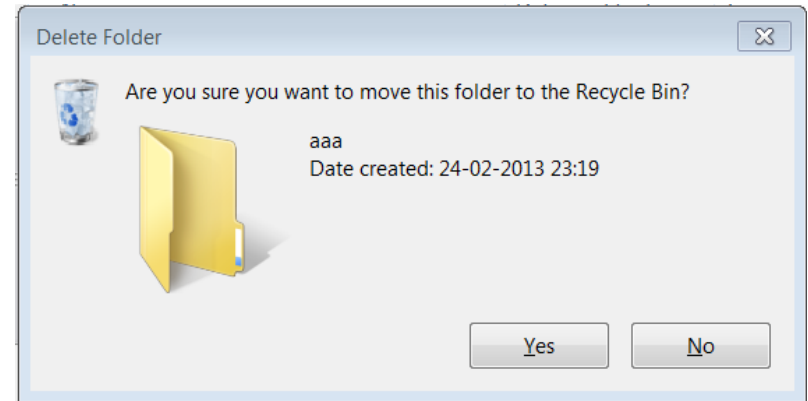 Delete Folder
Are you sure you want to move this folder to the Recycle Bin?
aaa
Date created: 24-02-2013 23:19
Yes
No